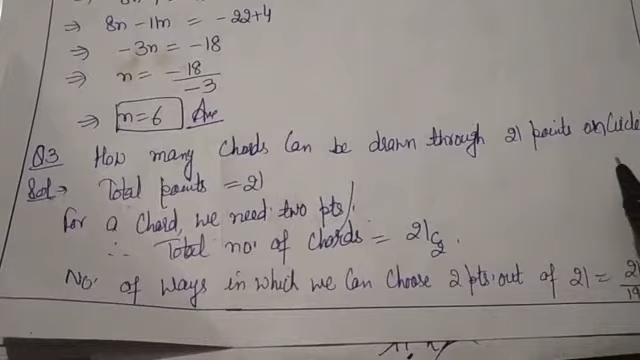 ⇒ 8n - 11n = -22+4
⇒ -3n = -18
⇒ n = -18/-3
⇒ n=6 Ans
Q.3 How many chords can be drawn through 21 points on Circle
Sol→ Total points = 21
For a chord, we need two pts.
∴ Total no. of chords = 21C2.
No. of ways in which we can choose 2 pts. out of 21 =